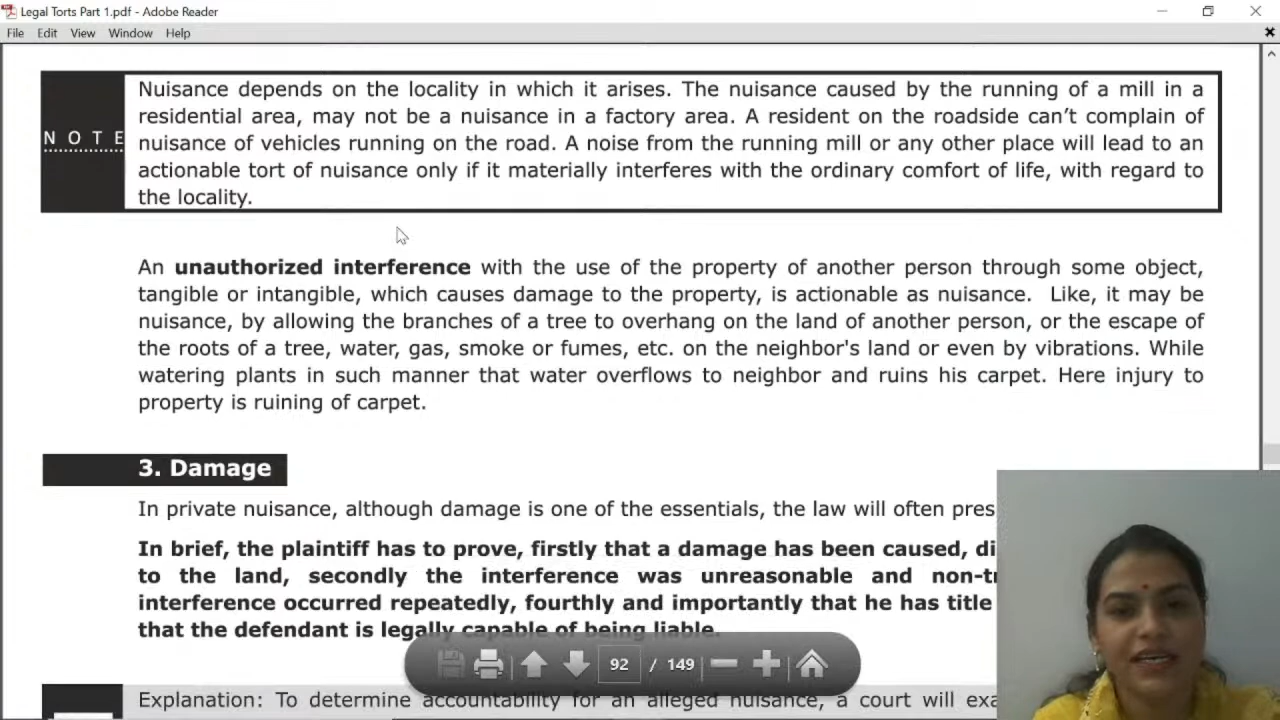 Legal Torts Part 1.pdf - Adobe Reader
File Edit View Window Help
Nuisance depends on the locality in which it arises. The nuisance caused by the running of a mill in a
residential area, may not be a nuisance in a factory area. A resident on the roadside can't complain of
NOTE
nuisance of vehicles running on the road. A noise from the running mill or any other place will lead to an
actionable tort of nuisance only if it materially interferes with the ordinary comfort of life, with regard to
the locality.
An unauthorized interference with the use of the property of another person through some object,
tangible or intangible, which causes damage to the property, is actionable as nuisance. Like, it may be
nuisance, by allowing the branches of a tree to overhang on the land of another person, or the escape of
the roots of a tree, water, gas, smoke or fumes, etc. on the neighbor's land or even by vibrations. While
watering plants in such manner that water overflows to neighbor and ruins his carpet. Here injury to
property is ruining of carpet.
3. Damage
In private nuisance, although damage is one of the essentials, the law will often pres
In brief, the plaintiff has to prove, firstly that a damage has been caused, di
to the land, secondly the interference was unreasonable and non-tr
interference occurred repeatedly, fourthly and importantly that he has title
that the defendant is legally capable of being liable.
92 / 149
Explanation: To determine accountability for an alleged nuisance, a court will exa